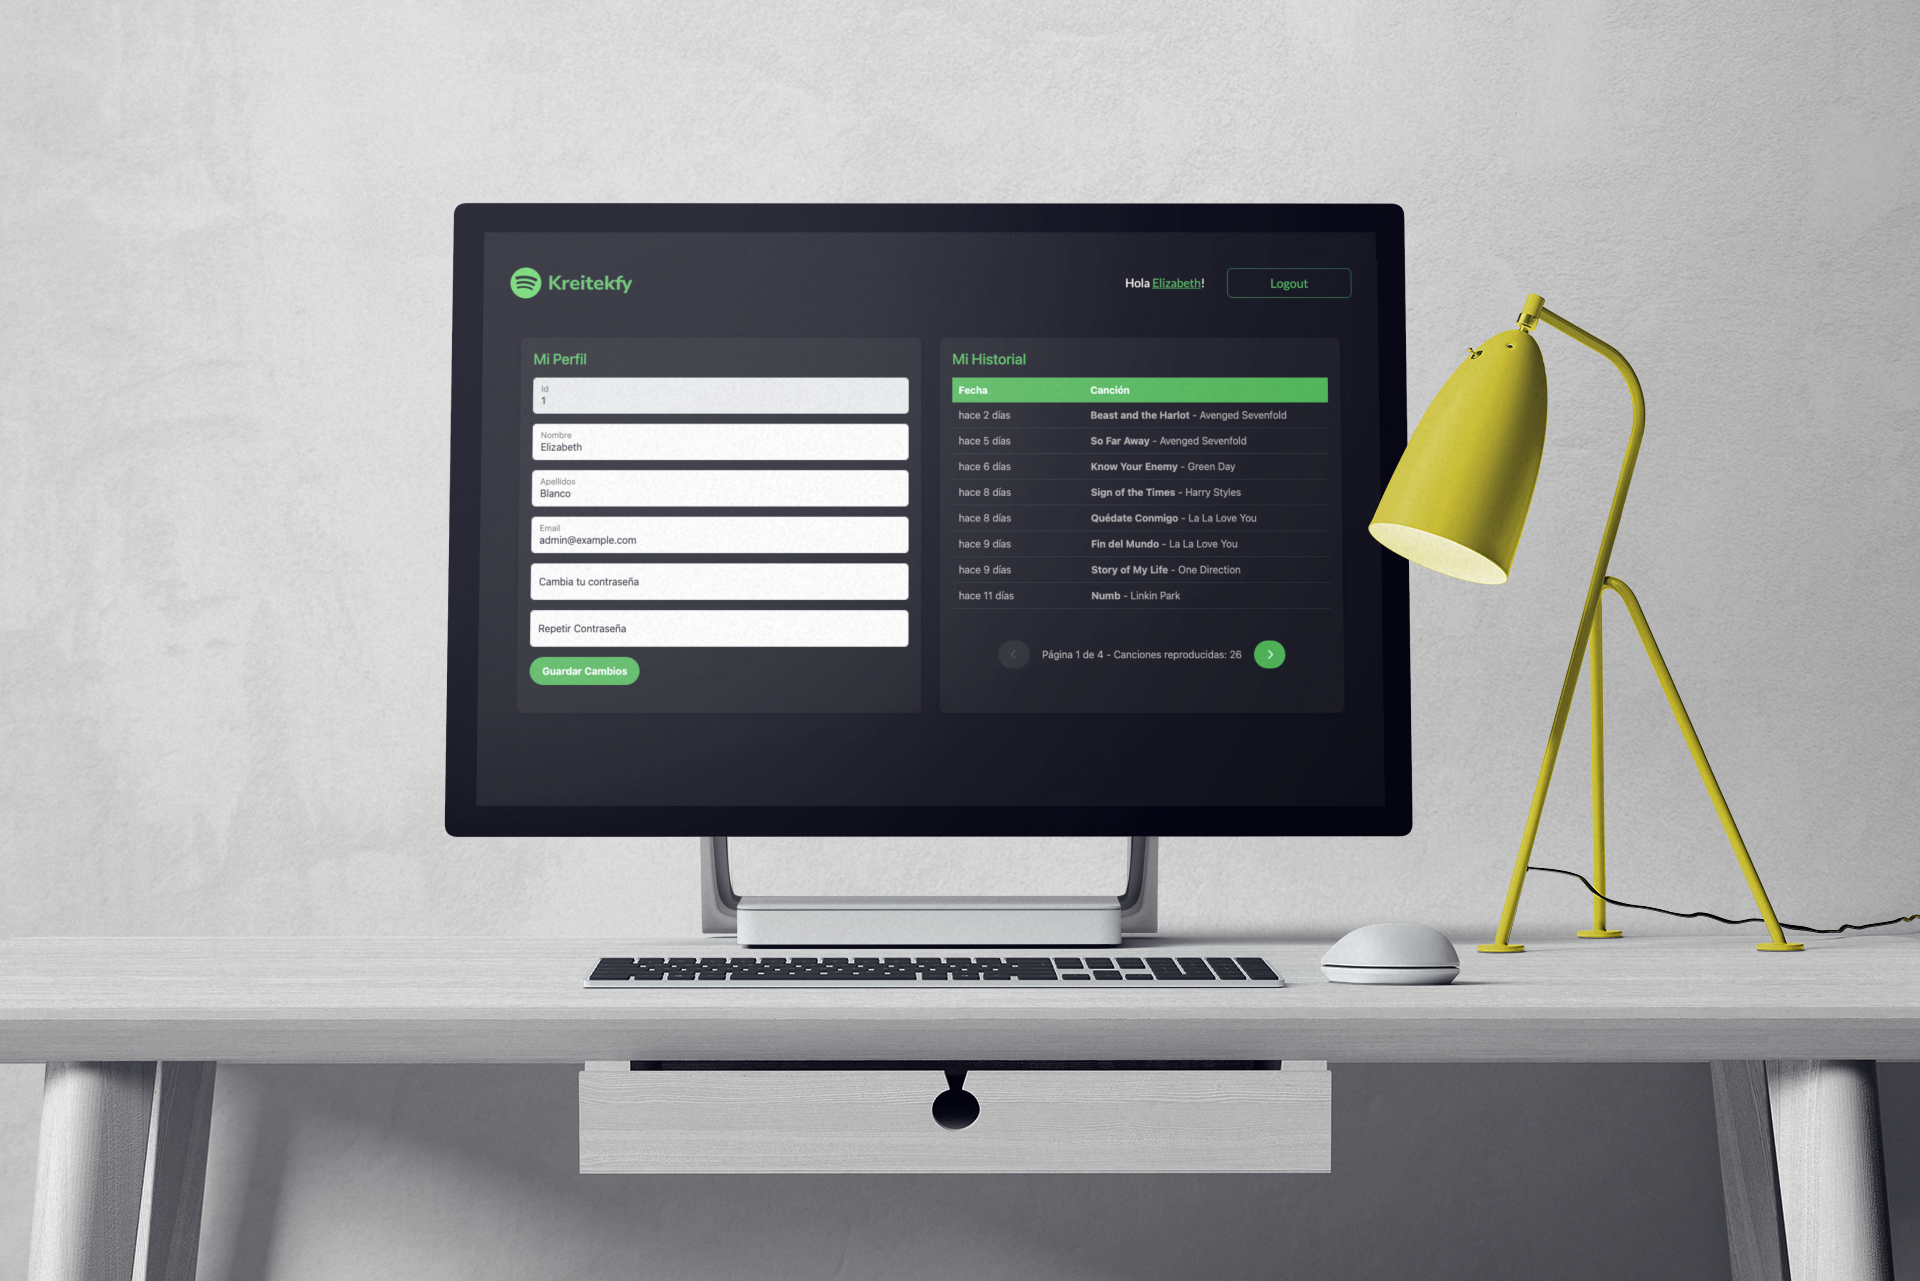 Kreitekfy
Hola Elizabeth!
Logout
Mi Perfil
Id
1
Nombre
Elizabeth
Apellidos
Blanco
Email
admin@example.com
Cambia tu contraseña
Repetir Contraseña
Guardar Cambios
Mi Historial
Fecha Canción
hace 2 días Beast and the Harlot - Avenged Sevenfold
hace 5 días So Far Away - Avenged Sevenfold
hace 6 días Know Your Enemy - Green Day
hace 8 días Sign of the Times - Harry Styles
hace 8 días Quédate Conmigo - La La Love You
hace 9 días Fin del Mundo - La La Love You
hace 9 días Story of My Life - One Direction
hace 11 días Numb - Linkin Park
Página 1 de 4 - Canciones reproducidas: 26